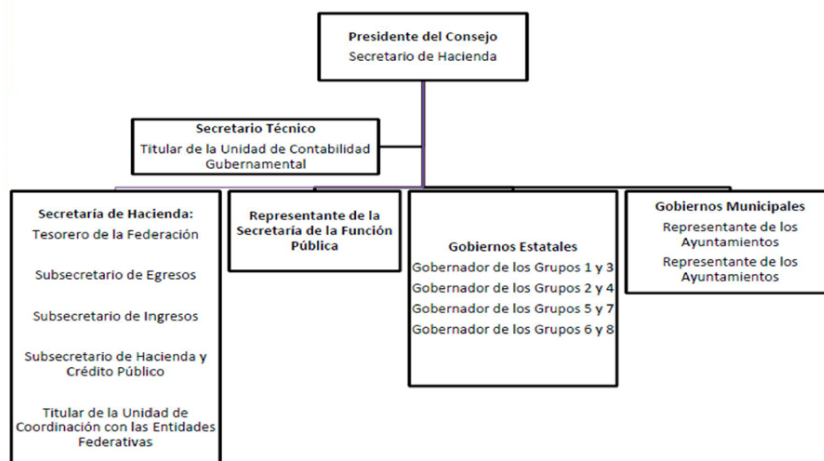 Presidente del Consejo
Secretario de Hacienda
Secretario Técnico
Titular de la Unidad de Contabilidad
Gubernamental
Secretaría de Hacienda:
Tesorero de la Federación
Subsecretario de Egresos
Subsecretario de Ingresos
Subsecretario de Hacienda y
Crédito Público
Titular de la Unidad de
Coordinación con las Entidades
Federativas
Representante de la
Secretaría de la Función
Pública
Gobiernos Estatales
Gobernador de los Grupos 1 y 3
Gobernador de los Grupos 2 y 4
Gobernador de los Grupos 5 y 7
Gobernador de los Grupos 6 y 8
Gobiernos Municipales
Representante de los
Ayuntamientos
Representante de los
Ayuntamientos